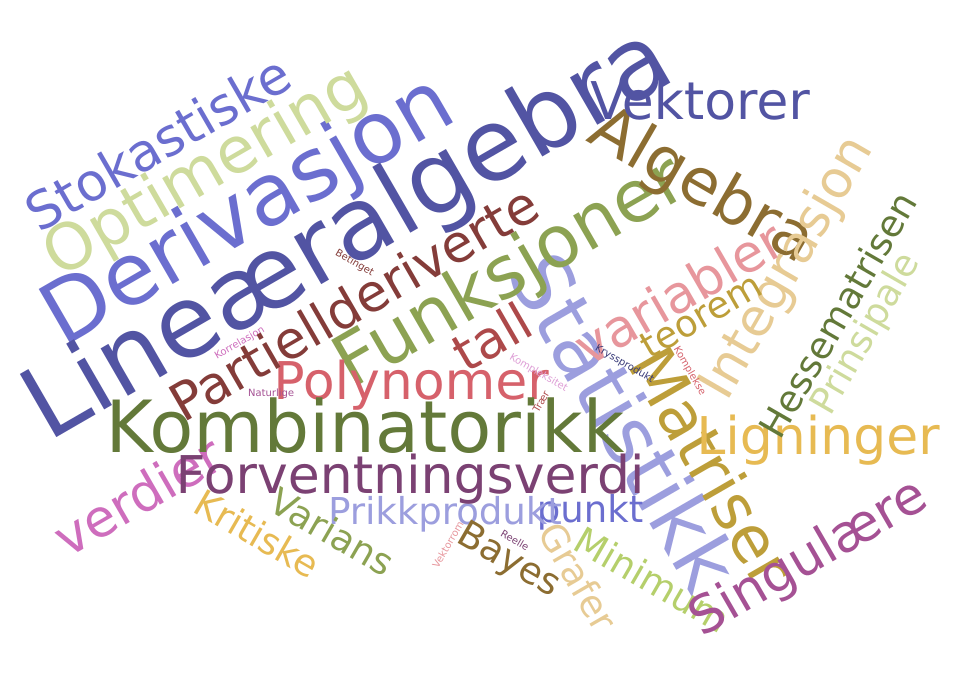 Stokastiske
Optimering
Derivasjon
Lineæralgebra
Vektorer
Algebra
Integrasjon
Funksjoner
Partiellderiverte
Betinget
Statistikk
variabler
teorem
Hessematrisen
Prinsipale
tall
Korrelasjon
Naturlige
Polynomer
Kompleksitet
Trær
Kryssprodukt
Komplekse
Matriser
Kombinatorikk
Ligninger
verdier
Forventningsverdi
Kritiske
Varians
Prikkprodukt
punkt
Vektorrom
Bayes
Reelle
Grafer
Minimum
Singulære